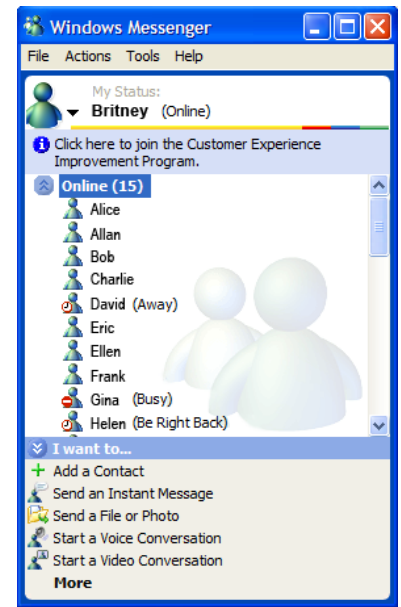 Windows Messenger
File Actions Tools Help
My Status:
Britney (Online)
Click here to join the Customer Experience
Improvement Program.
Online (15)
Alice
Allan
Bob
Charlie
David (Away)
Eric
Ellen
Frank
Gina (Busy)
Helen (Be Right Back)
I want to...
Add a Contact
Send an Instant Message
Send a File or Photo
Start a Voice Conversation
Start a Video Conversation
More